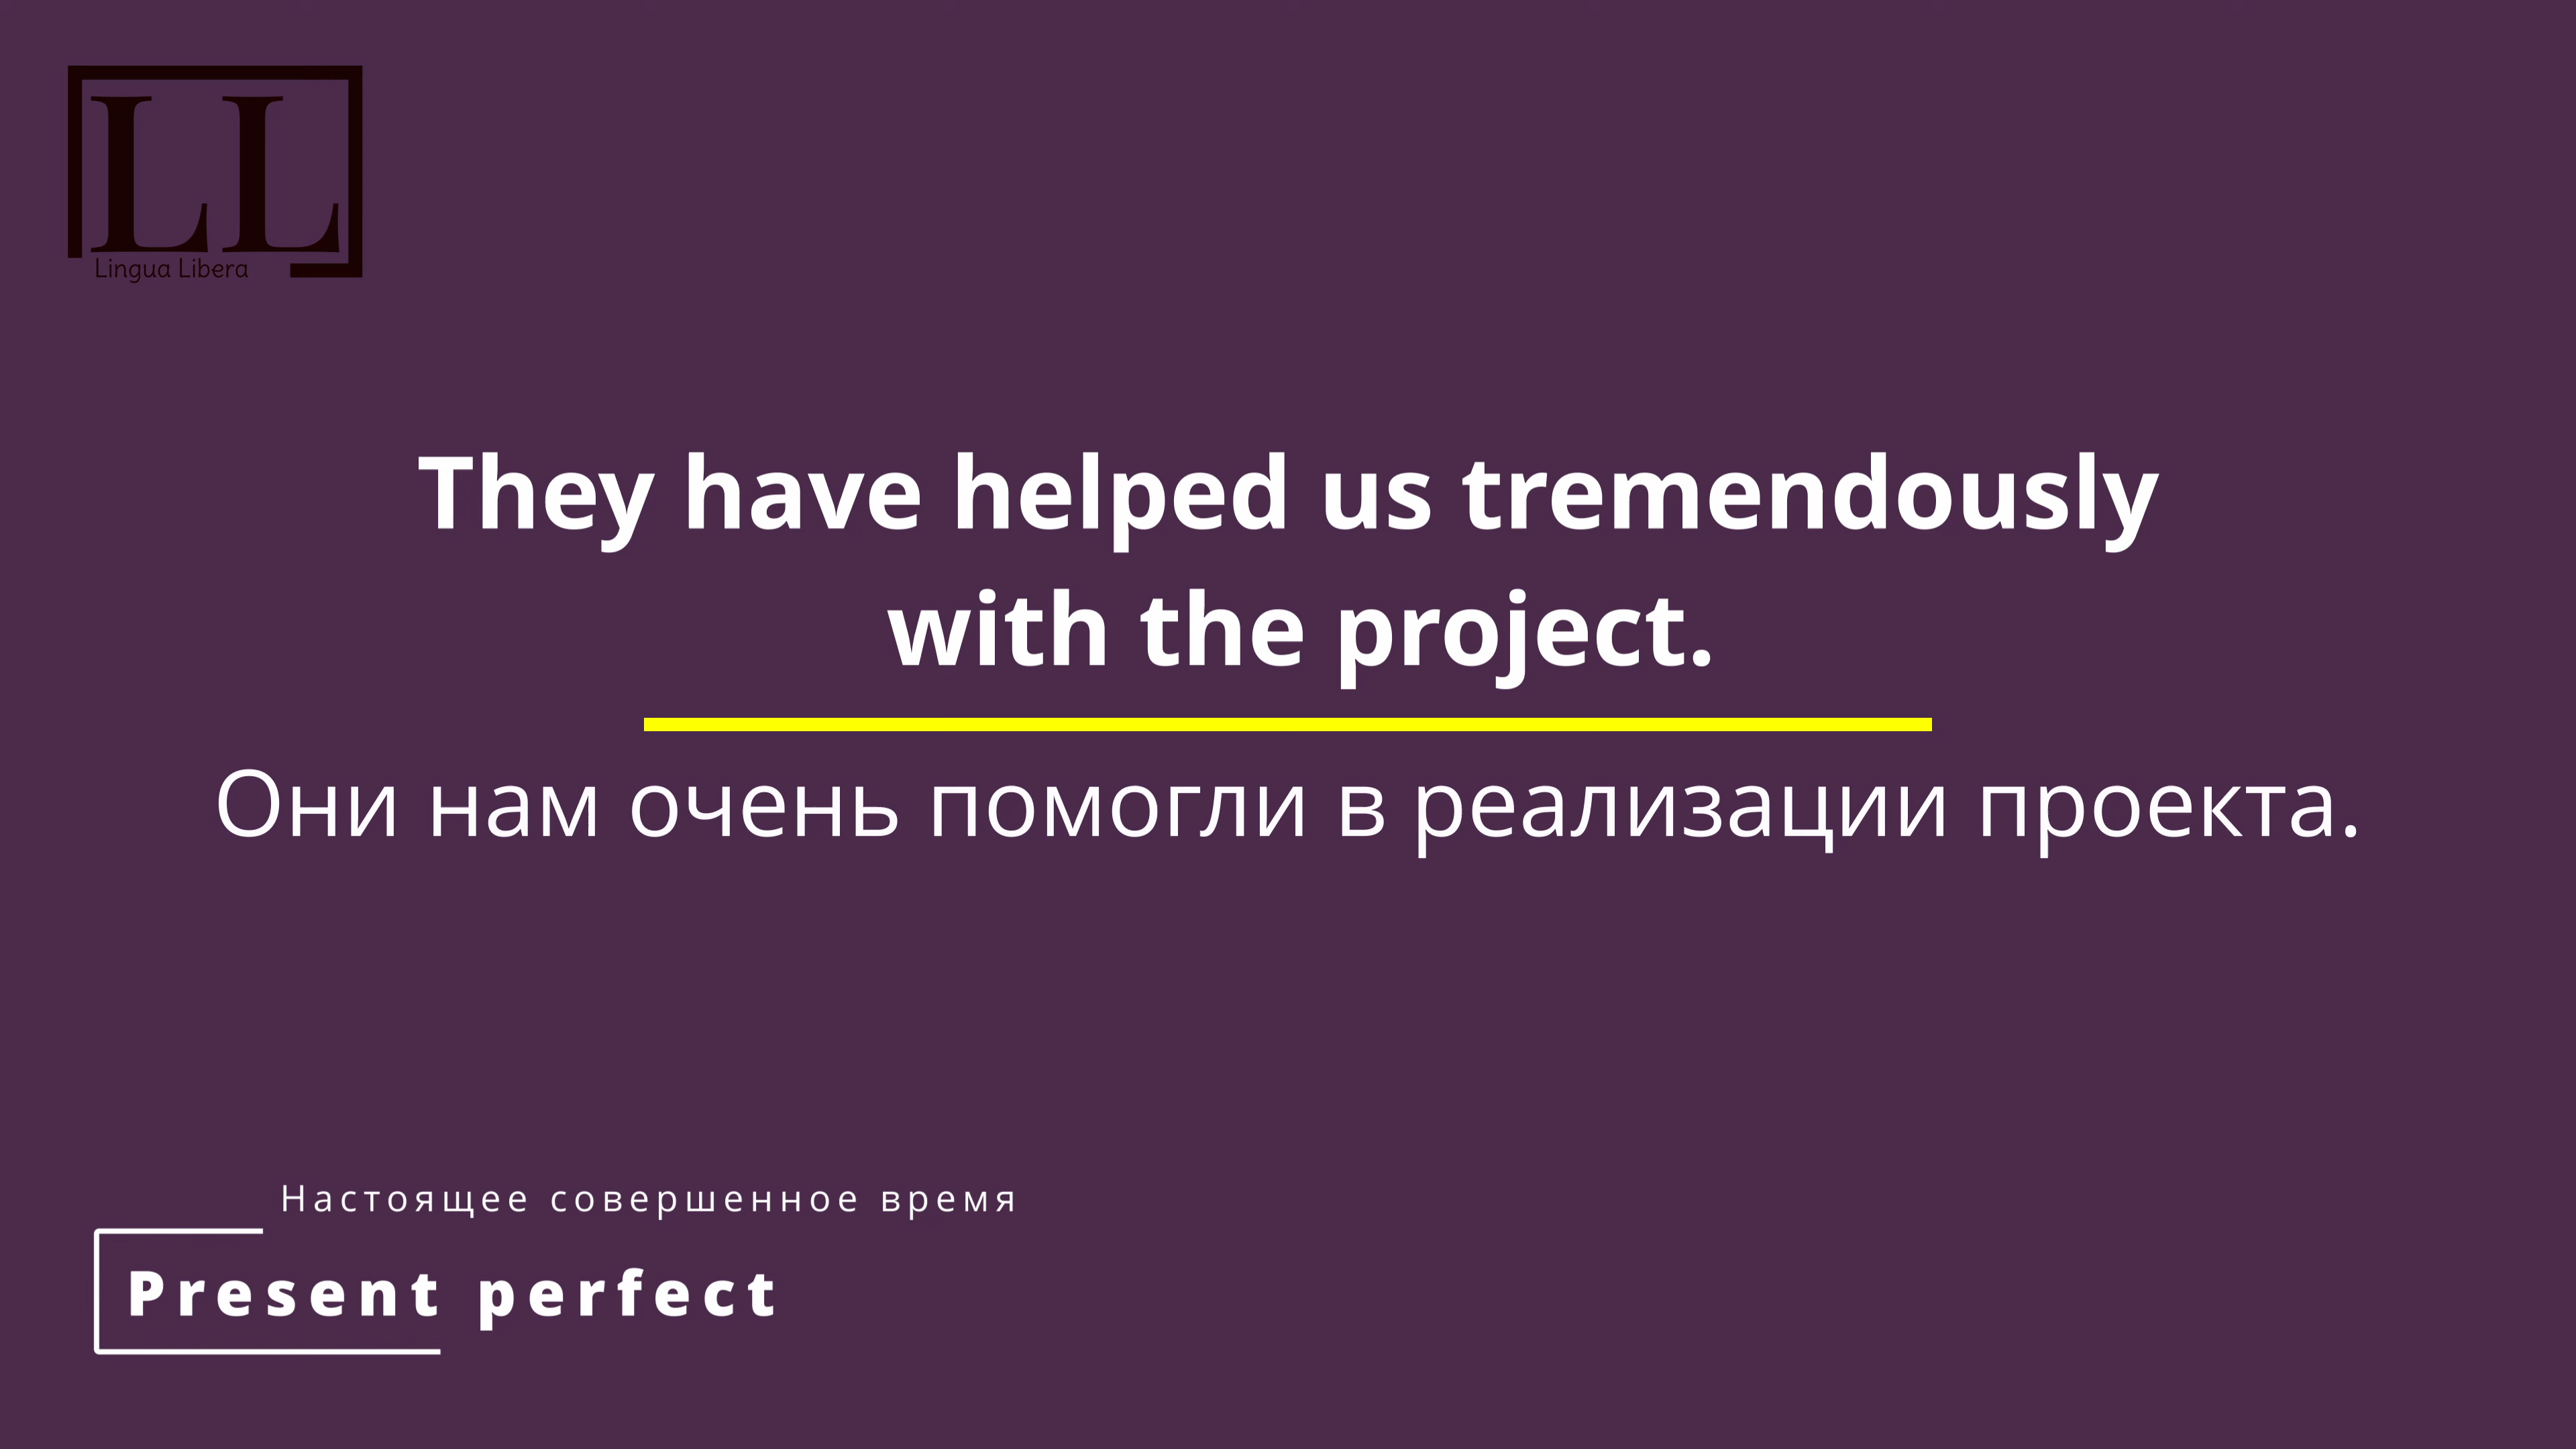 LL
Lingua Libera
They have helped us tremendously
with the project.
Они нам очень помогли в реализации проекта.
Настоящее совершенное время
Present perfect